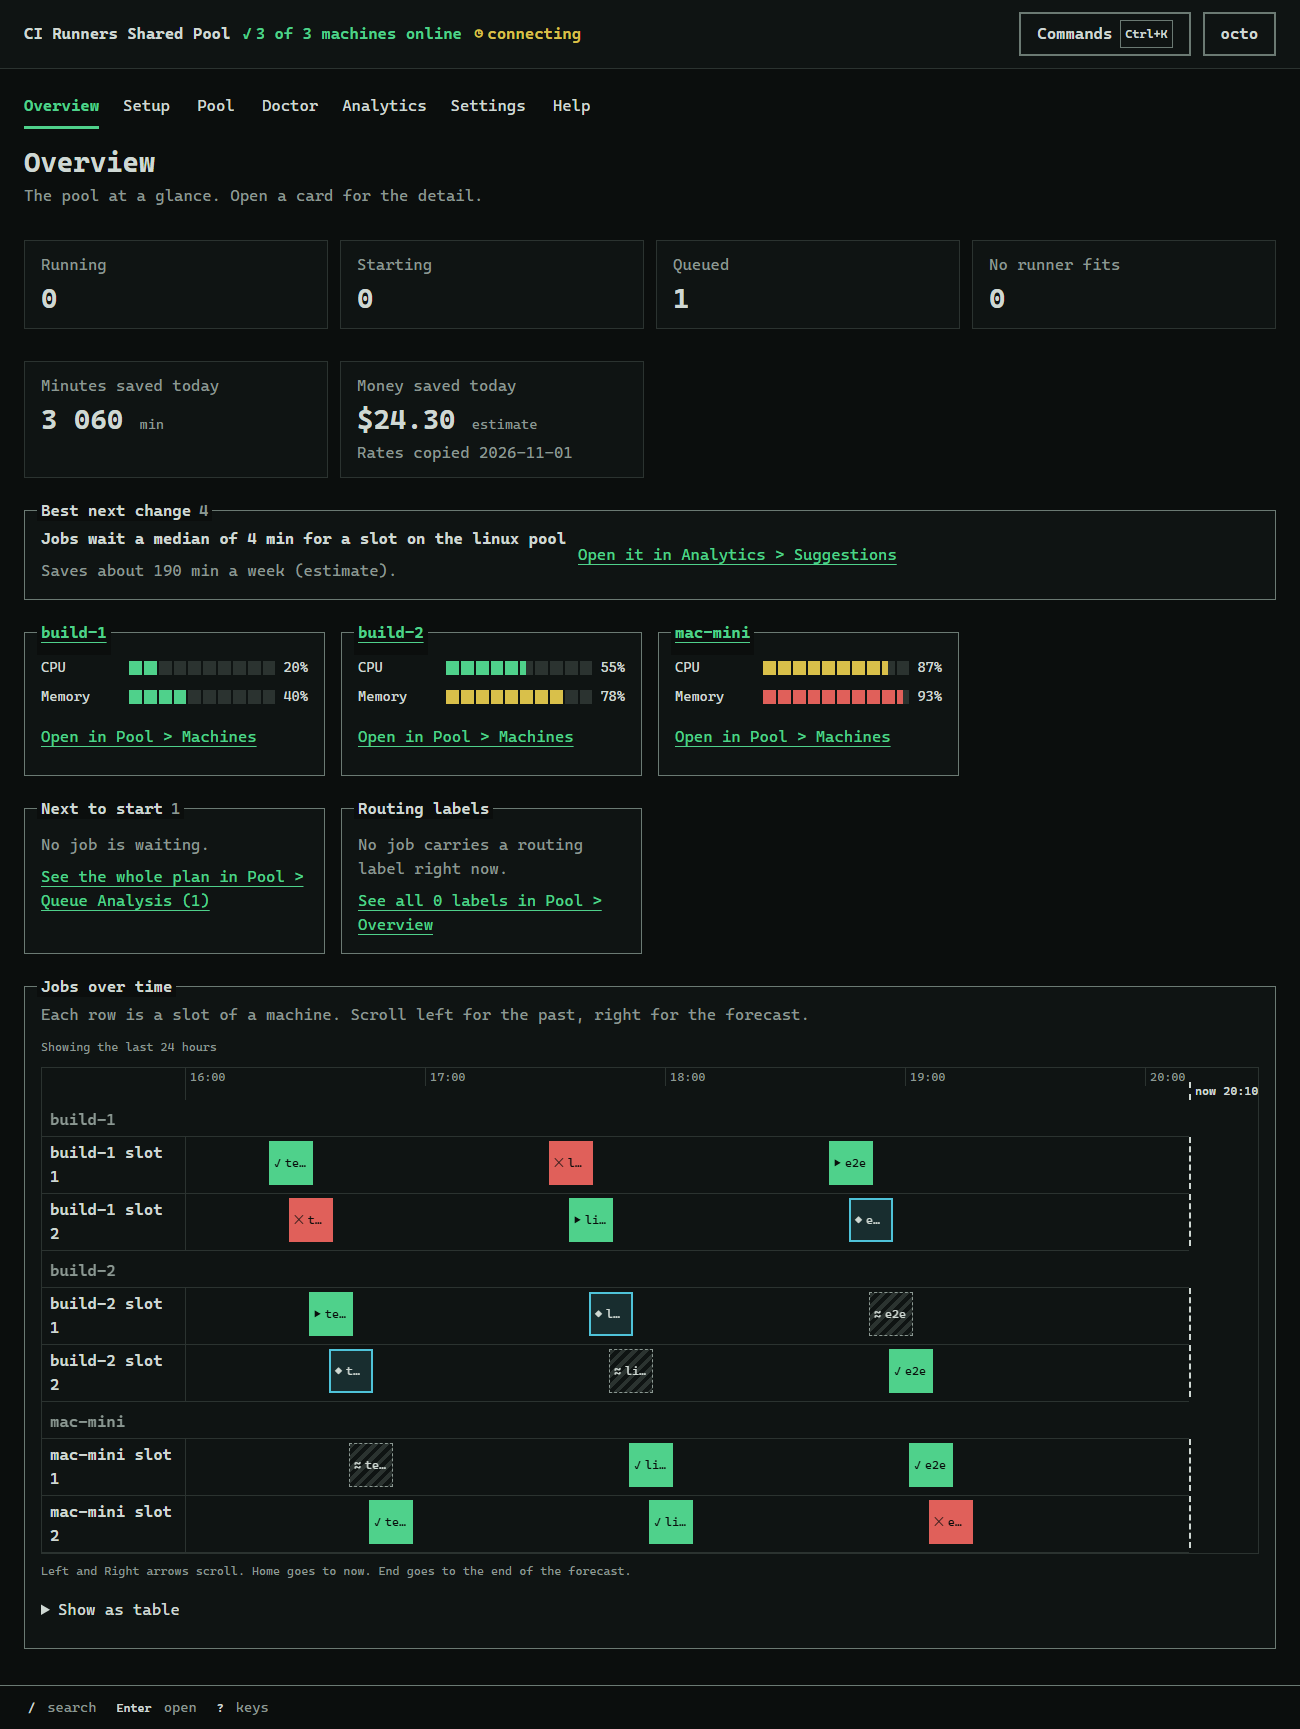 CI Runners Shared Pool ✓ 3 of 3 machines online connecting Commands Ctrl+K octo
Overview Setup Pool Doctor Analytics Settings Help
Overview
The pool at a glance. Open a card for the detail.
Running Starting Queued No runner fits
0 0 1 0
Minutes saved today Money saved today
3 060 min $24.30 estimate
Rates copied 2026-11-01
Best next change 4
Jobs wait a median of 4 min for a slot on the linux pool
Open it in Analytics > Suggestions
Saves about 190 min a week (estimate).
build-1 build-2 mac-mini
CPU 20% CPU 55% CPU 87%
Memory 40% Memory 78% Memory 93%
Open in Pool > Machines Open in Pool > Machines Open in Pool > Machines
Next to start 1 Routing labels
No job is waiting.
See the whole plan in Pool >
Queue Analysis (1)
No job carries a routing
label right now.
See all 0 labels in Pool >
Overview
Jobs over time
Each row is a slot of a machine. Scroll left for the past, right for the forecast.
Showing the last 24 hours
16:00 17:00 18:00 19:00 20:00
now 20:10
build-1
build-1 slot
1
✓ te… ✕ l… ▶ e2e
build-1 slot
2
✕ t… ▶ li… ◆ e…
build-2
build-2 slot
1
▶ te… ◆ l… ≈ e2e
build-2 slot
2
◆ t… ≈ li… ✓ e2e
mac-mini
mac-mini slot
1
≈ te… ✓ li… ✓ e2e
mac-mini slot
2
✓ te… ✓ li… ✕ e…
Left and Right arrows scroll. Home goes to now. End goes to the end of the forecast.
▶ Show as table
/ search Enter open ? keys